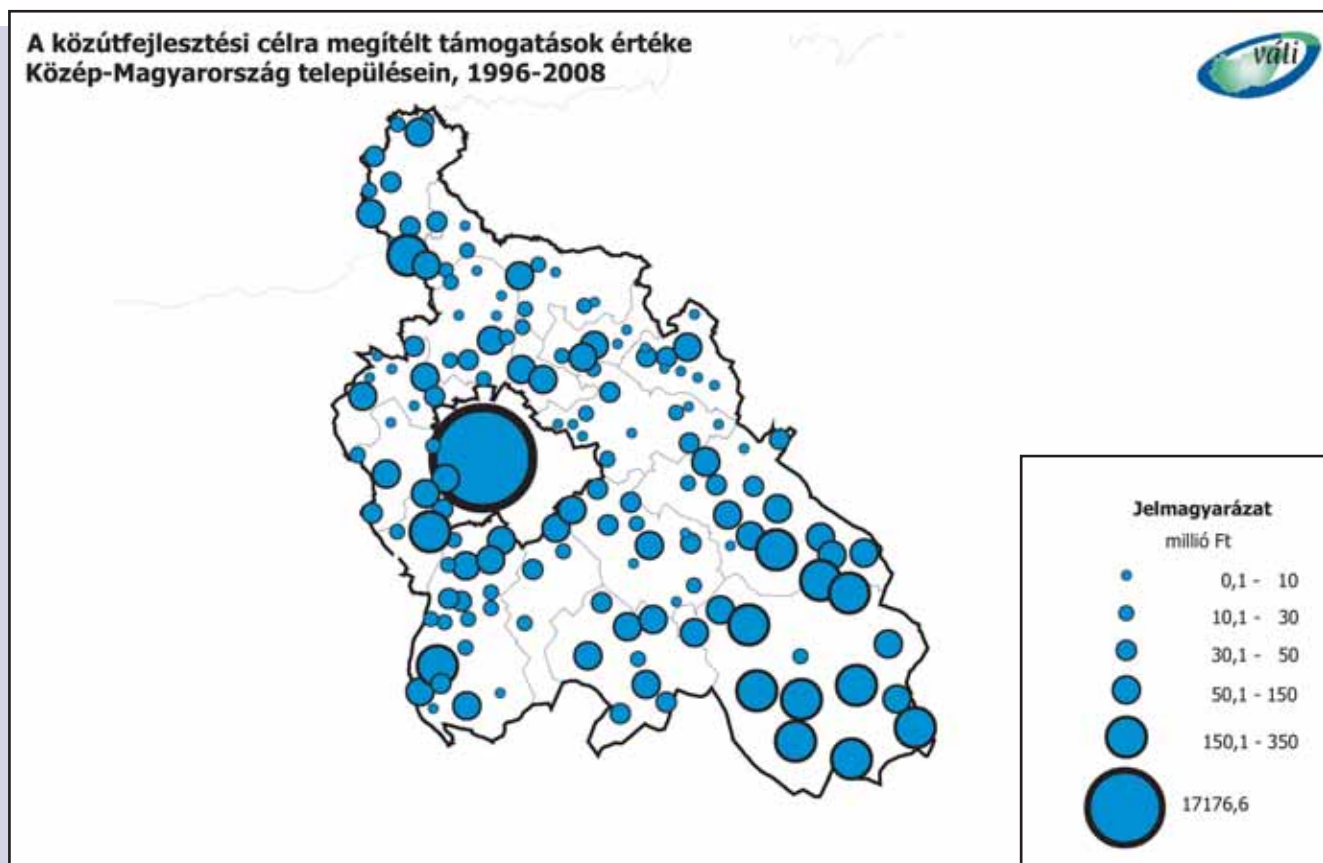 A közútfejlesztési célra megítélt támogatások értéke
Közép-Magyarország településein, 1996-2008
váli
Jelmagyarázat
millió Ft
0,1 - 10
10,1 - 30
30,1 - 50
50,1 - 150
150,1 - 350
17176,6